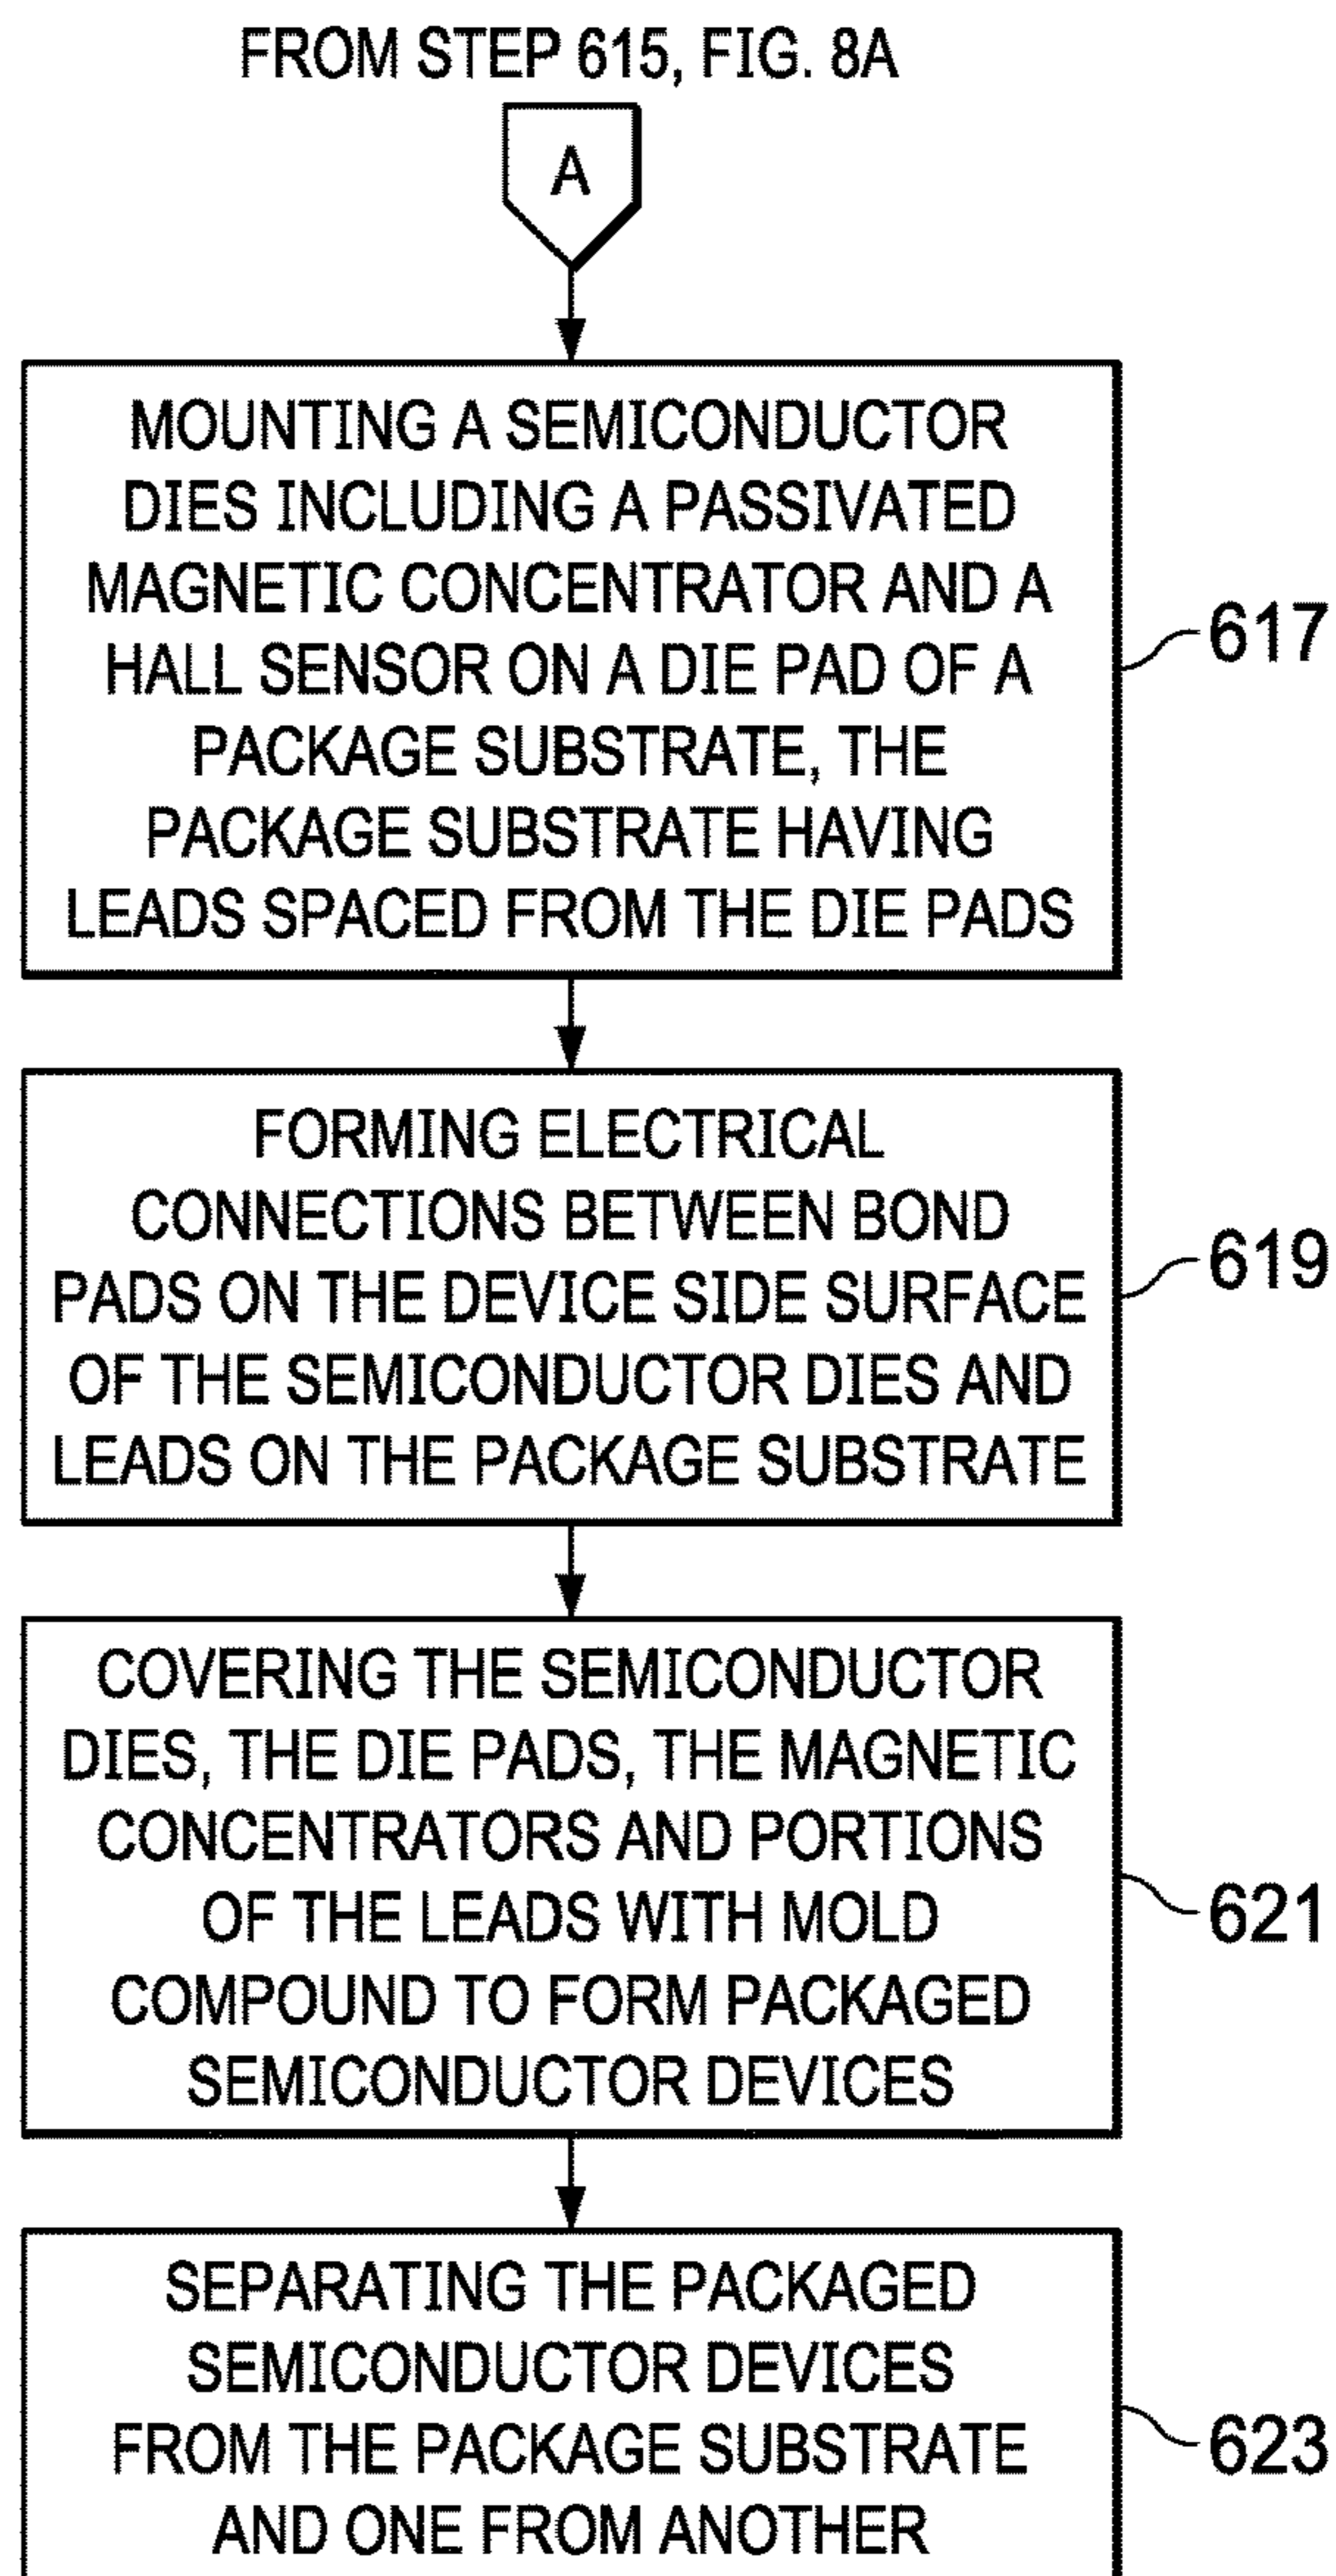 FROM STEP 615, FIG. 8A
A
MOUNTING A SEMICONDUCTOR
DIES INCLUDING A PASSIVATED
MAGNETIC CONCENTRATOR AND A
HALL SENSOR ON A DIE PAD OF A
PACKAGE SUBSTRATE, THE
PACKAGE SUBSTRATE HAVING
LEADS SPACED FROM THE DIE PADS
617
FORMING ELECTRICAL
CONNECTIONS BETWEEN BOND
PADS ON THE DEVICE SIDE SURFACE
OF THE SEMICONDUCTOR DIES AND
LEADS ON THE PACKAGE SUBSTRATE
619
COVERING THE SEMICONDUCTOR
DIES, THE DIE PADS, THE MAGNETIC
CONCENTRATORS AND PORTIONS
OF THE LEADS WITH MOLD
COMPOUND TO FORM PACKAGED
SEMICONDUCTOR DEVICES
621
SEPARATING THE PACKAGED
SEMICONDUCTOR DEVICES
FROM THE PACKAGE SUBSTRATE
AND ONE FROM ANOTHER
623